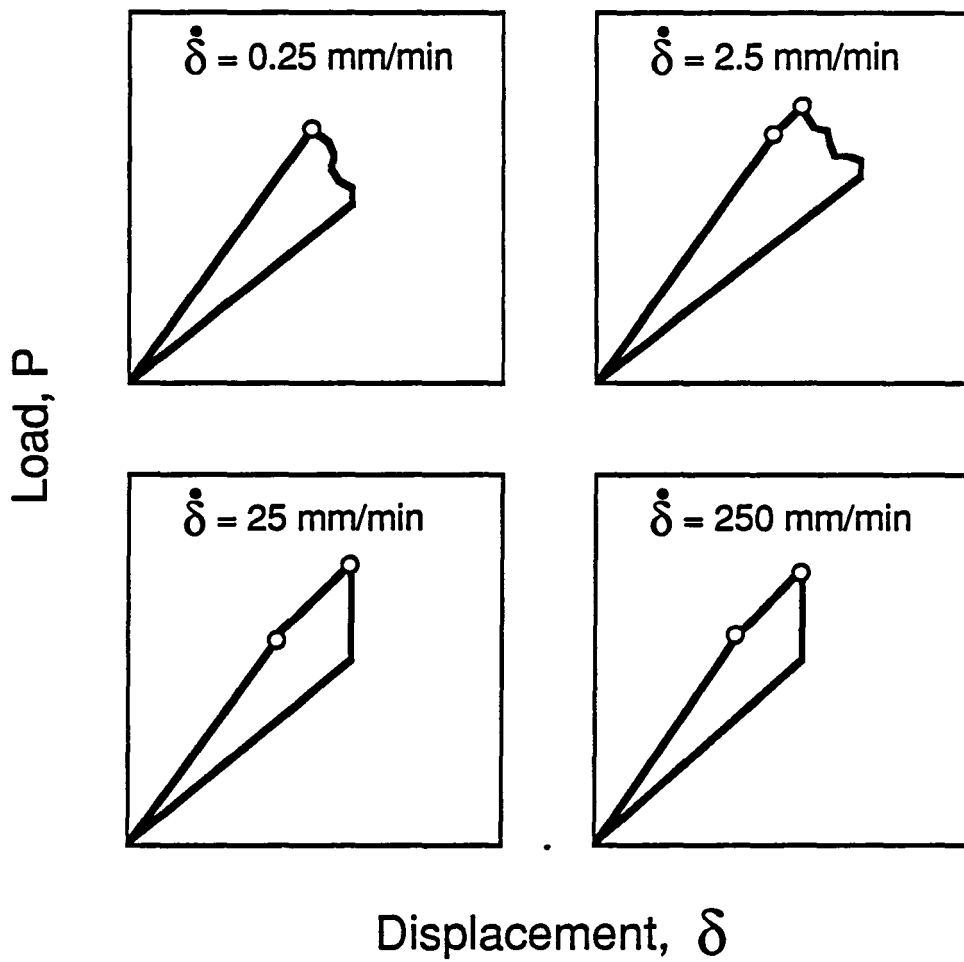 δ̇ = 0.25 mm/min
δ̇ = 2.5 mm/min
Load, P
δ̇ = 25 mm/min
δ̇ = 250 mm/min
Displacement, δ